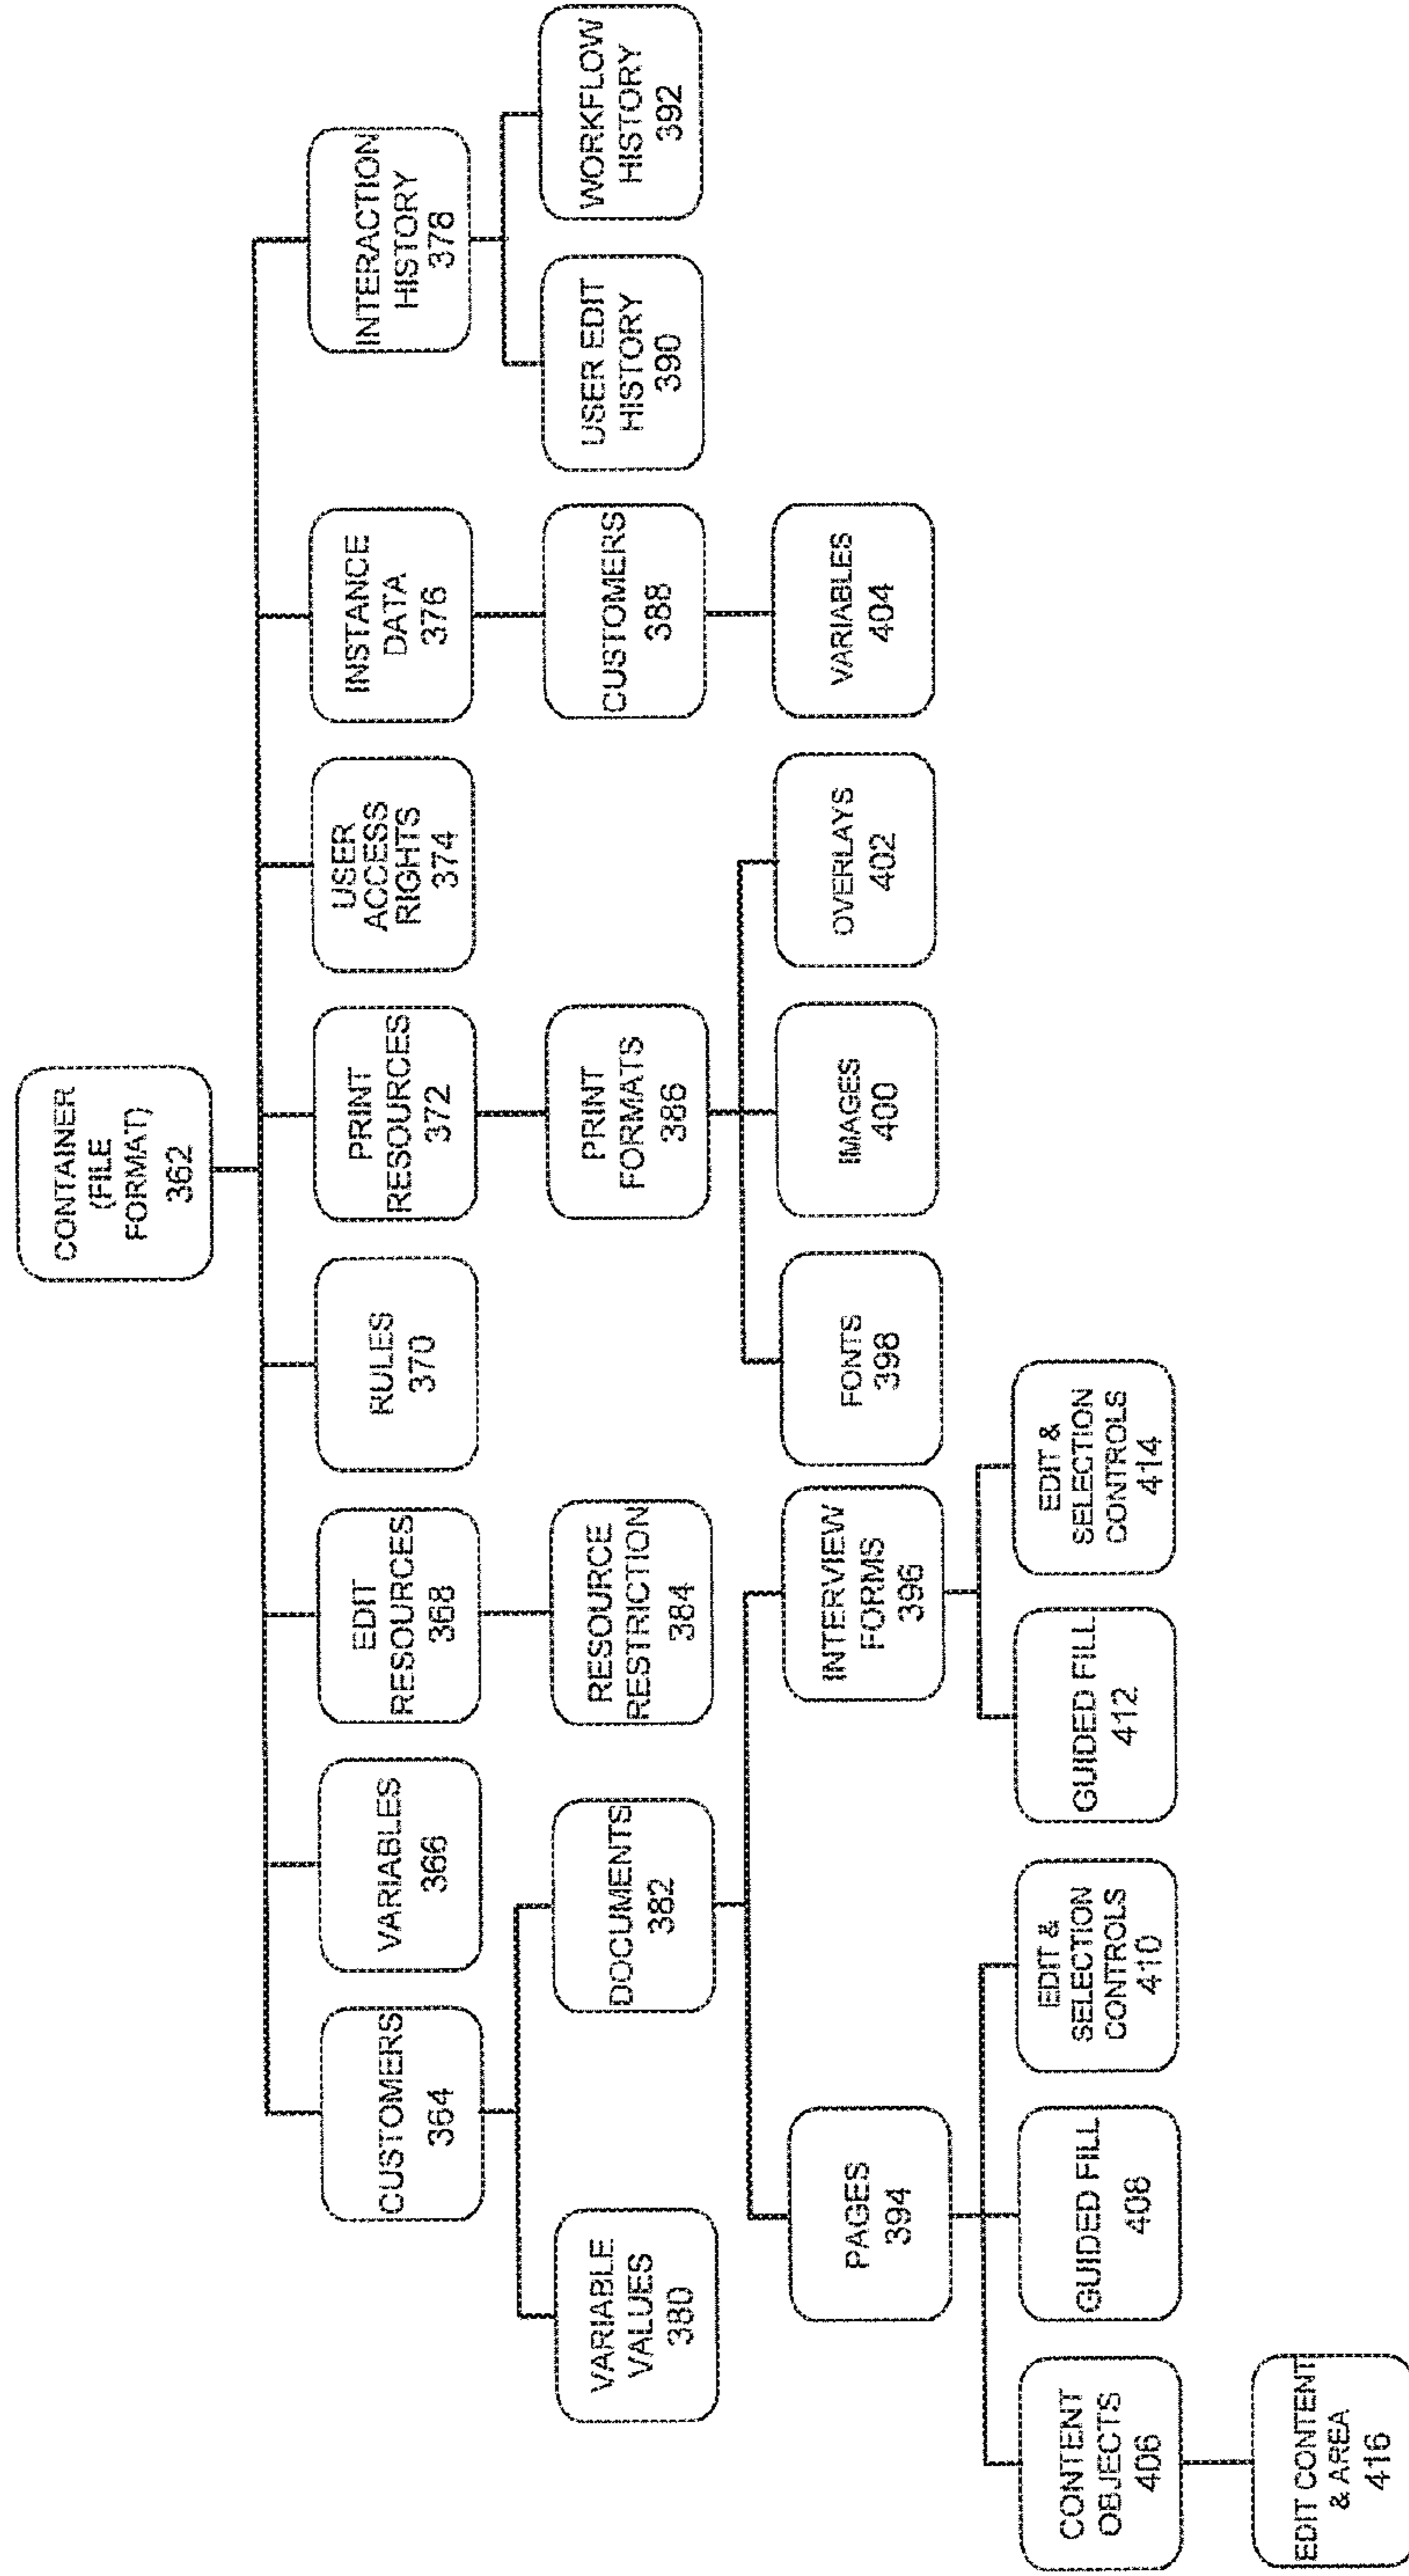 CONTAINER
(FILE
FORMAT)
362
CUSTOMERS
364
VARIABLES
366
EDIT
RESOURCES
368
RULES
370
PRINT
RESOURCES
372
USER
ACCESS
RIGHTS
374
INSTANCE
DATA
376
INTERACTION
HISTORY
378
VARIABLE
VALUES
380
DOCUMENTS
382
RESOURCE
RESTRICTION
384
PRINT
FORMATS
386
CUSTOMERS
388
USER EDIT
HISTORY
390
WORKFLOW
HISTORY
392
PAGES
394
INTERVIEW
FORMS
396
FONTS
398
IMAGES
400
OVERLAYS
402
VARIABLES
404
CONTENT
OBJECTS
406
GUIDED FILL
408
EDIT &
SELECTION
CONTROLS
410
GUIDED FILL
412
EDIT &
SELECTION
CONTROLS
414
EDIT CONTENT
& AREA
416